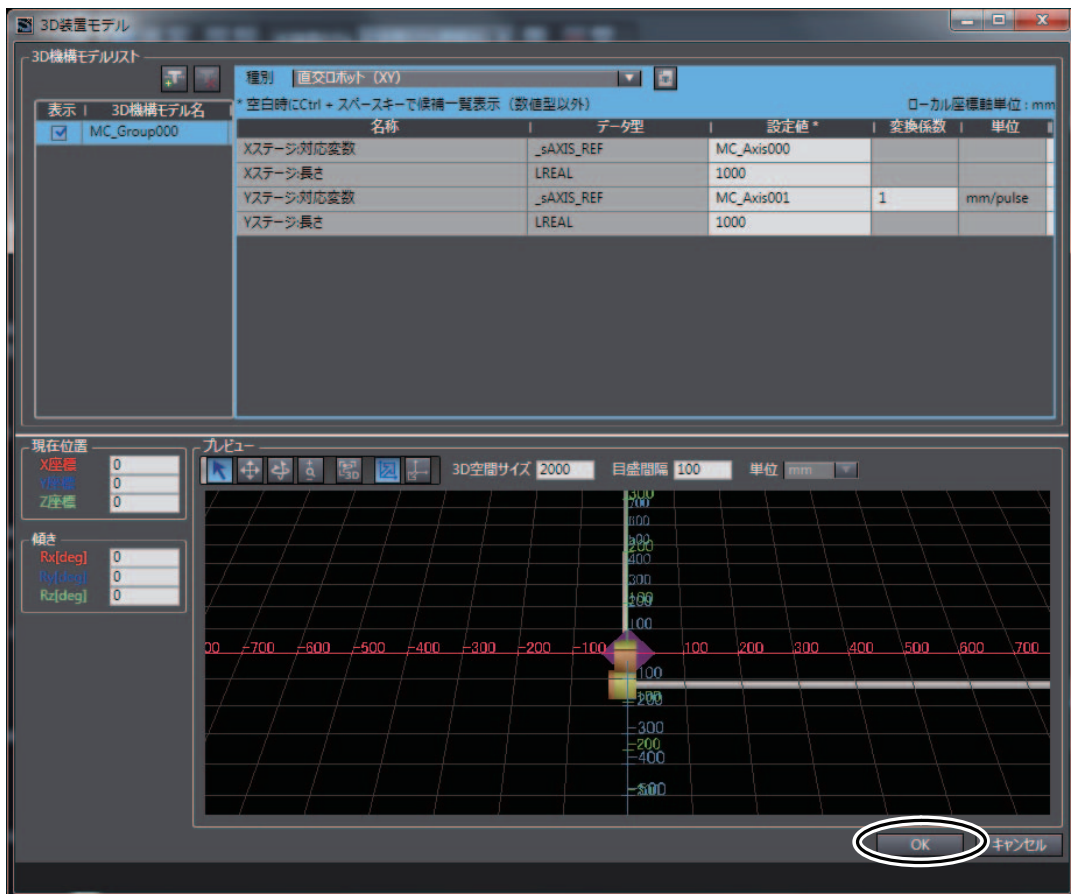 3D装置モデル
3D機構モデルリスト
種別 直交ロボット (XY)
* 空白時にCtrl + スペースキーで候補一覧表示 (数値型以外) ローカル座標軸単位 : mm
表示 3D機構モデル名
MC_Group000
名称 データ型 設定値 * 変換係数 単位
Xステージ:対応変数 _sAXIS_REF MC_Axis000
Xステージ:長さ LREAL 1000
Yステージ:対応変数 _sAXIS_REF MC_Axis001 1 mm/pulse
Yステージ:長さ LREAL 1000
現在位置
X座標 0
Y座標 0
Z座標 0
傾き
Rx[deg] 0
Ry[deg] 0
Rz[deg] 0
プレビュー
3D空間サイズ 2000 目盛間隔 100 単位 mm
400
300
100
-700 -600 -500 -400 -300 -200 -100 100 200 300 400 500 600 700
-300
-200
-400
OK キャンセル